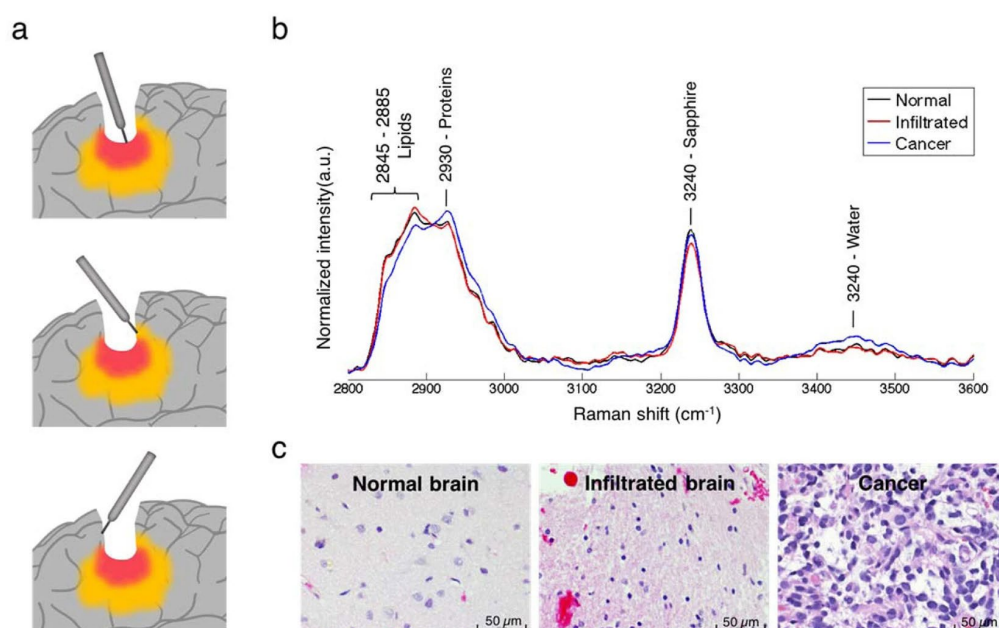 a
b
2845 - 2885
Lipids
2930 - Proteins
3240 - Sapphire
3240 - Water
Normal
Infiltrated
Cancer
Normalized intensity(a.u.)
2800 2900 3000 3100 3200 3300 3400 3500 3600
Raman shift (cm⁻¹)
c
Normal brain
Infiltrated brain
Cancer
50 µm
50 µm
50 µm